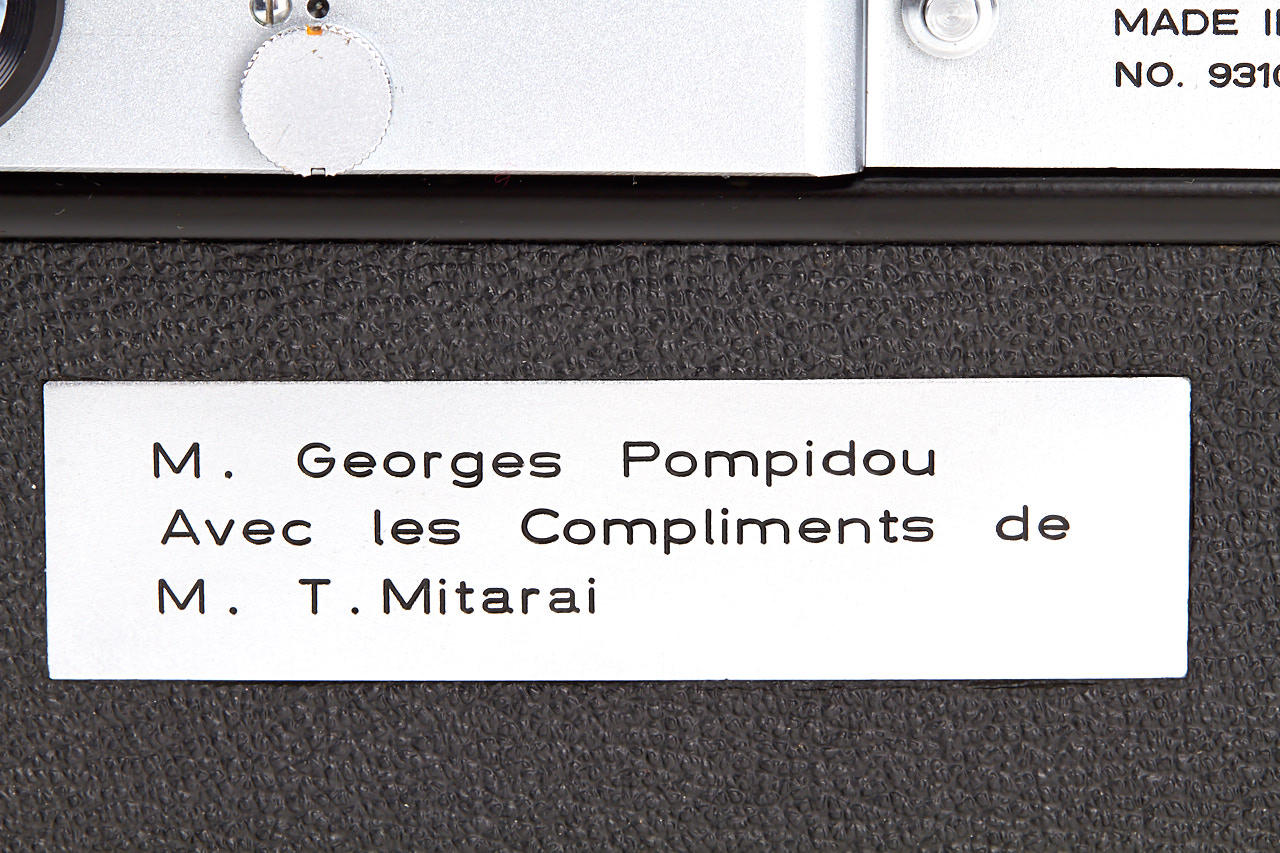 MADE
NO. 931
M. Georges Pompidou
Avec les Compliments de
M. T. Mitarai